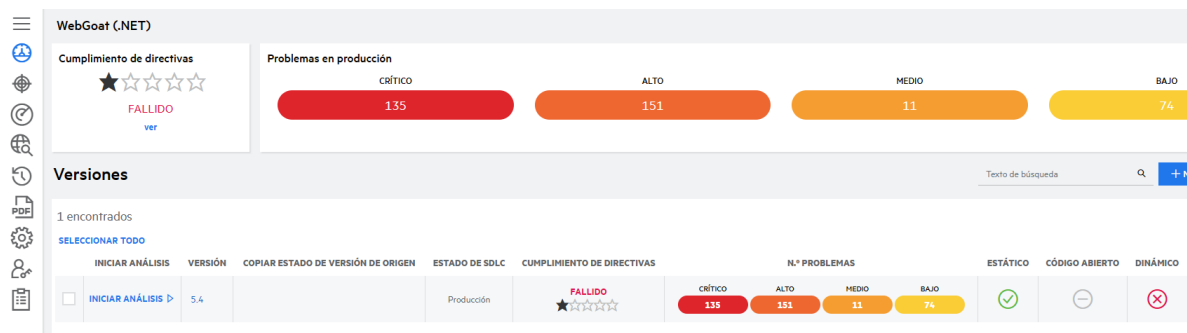 WebGoat (.NET)
Cumplimiento de directivas
FALLIDO
ver
Problemas en producción
CRÍTICO ALTO MEDIO BAJO
135 151 11 74
Versiones
Texto de búsqueda
1 encontrados
SELECCIONAR TODO
INICIAR ANÁLISIS VERSIÓN COPIAR ESTADO DE VERSIÓN DE ORIGEN ESTADO DE SDLC CUMPLIMIENTO DE DIRECTIVAS N.º PROBLEMAS ESTÁTICO CÓDIGO ABIERTO DINÁMICO
INICIAR ANÁLISIS 5.4 Producción FALLIDO
CRÍTICO ALTO MEDIO BAJO
135 151 11 74
PDF